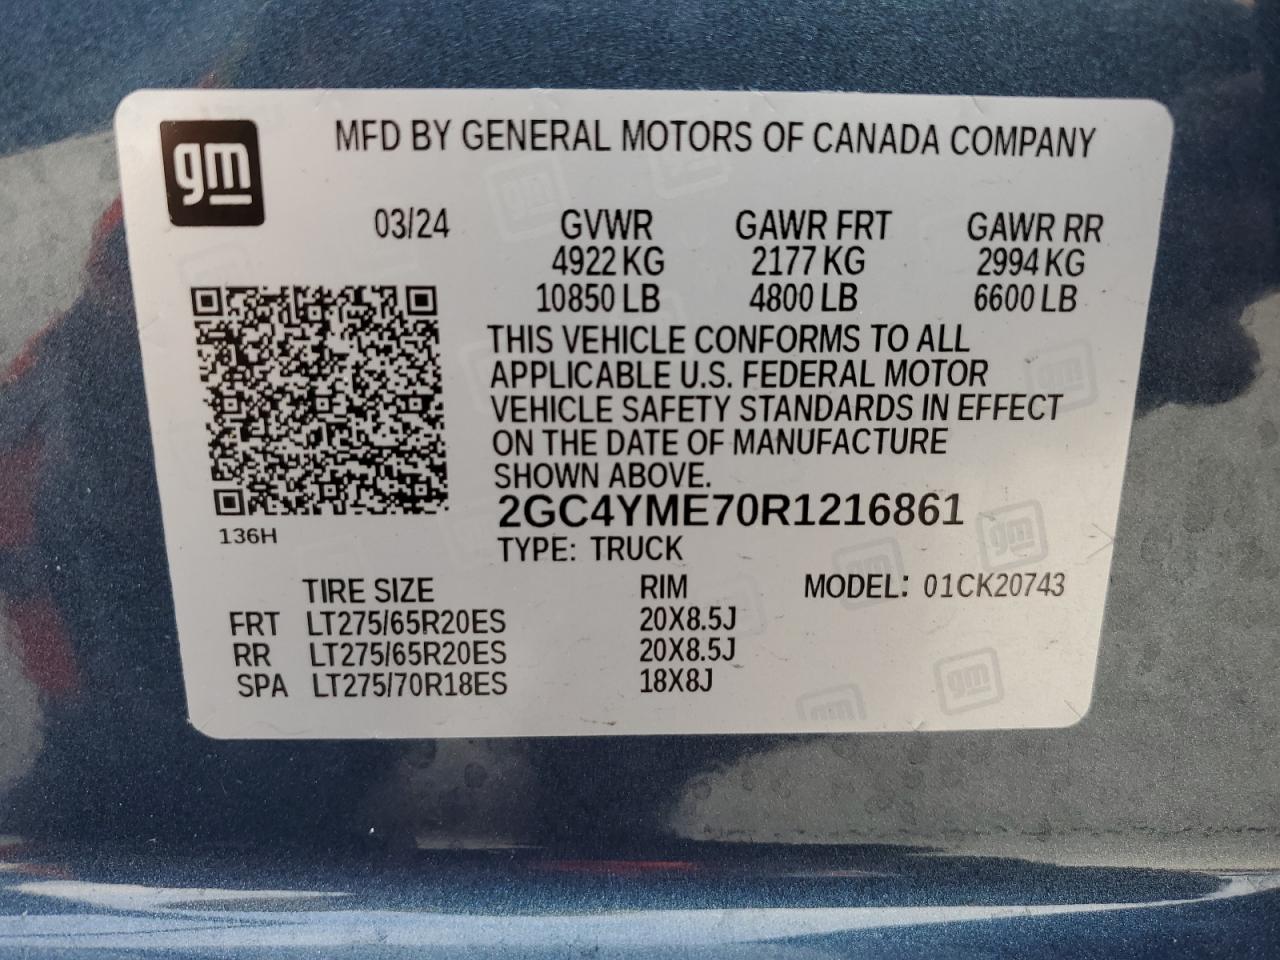 gm
MFD BY GENERAL MOTORS OF CANADA COMPANY
03/24 GVWR GAWR FRT GAWR RR
4922 KG 2177 KG 2994 KG
10850 LB 4800 LB 6600 LB
THIS VEHICLE CONFORMS TO ALL
APPLICABLE U.S. FEDERAL MOTOR
VEHICLE SAFETY STANDARDS IN EFFECT
ON THE DATE OF MANUFACTURE
SHOWN ABOVE.
2GC4YME70R1216861
136H
TYPE: TRUCK
TIRE SIZE RIM MODEL: 01CK20743
FRT LT275/65R20ES 20X8.5J
RR LT275/65R20ES 20X8.5J
SPA LT275/70R18ES 18X8J